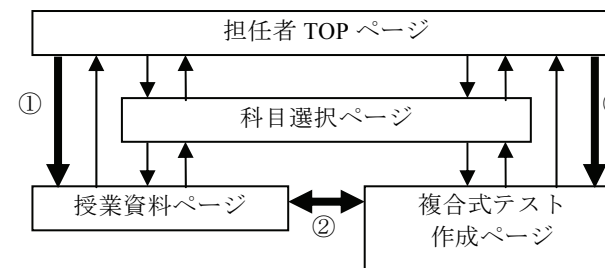 担任者 TOP ページ
①
科目選択ページ
授業資料ページ
②
複合式テスト
作成ページ